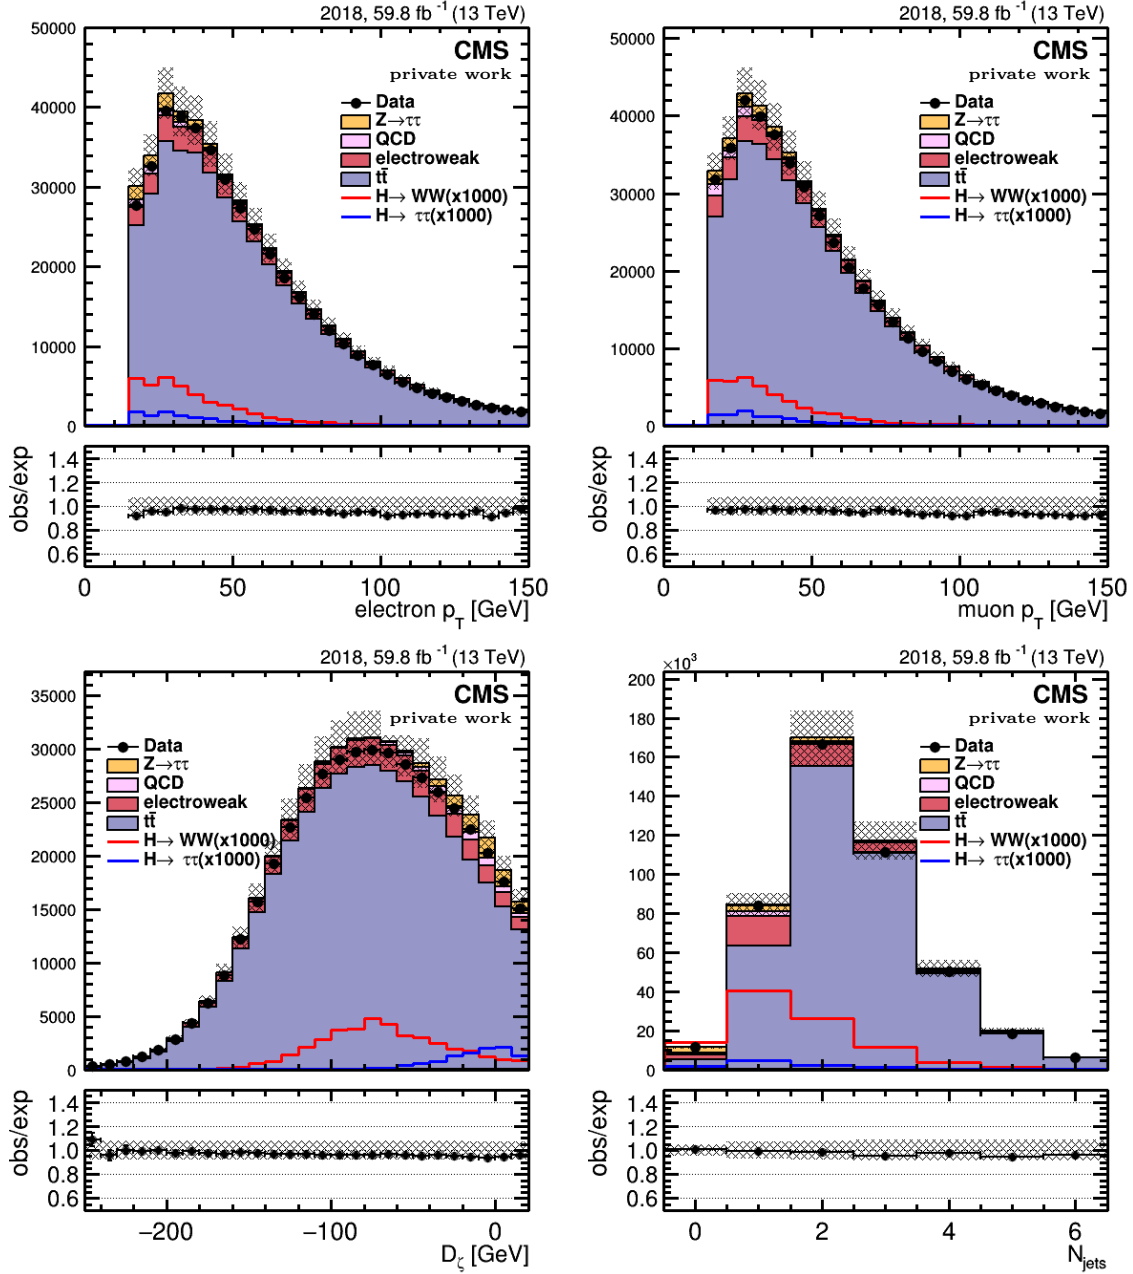 2018, 59.8 fb⁻¹ (13 TeV)
50000
40000
30000
20000
10000
0
CMS
private work
Data
Z→ττ
QCD
electroweak
tt̄
H→ WW(x1000)
H→ ττ(x1000)
obs/exp
1.4
1.2
1.0
0.8
0.6
0 50 100 150
electron p_T [GeV]
2018, 59.8 fb⁻¹ (13 TeV)
50000
40000
30000
20000
10000
0
CMS
private work
Data
Z→ττ
QCD
electroweak
tt̄
H→ WW(x1000)
H→ ττ(x1000)
obs/exp
1.4
1.2
1.0
0.8
0.6
0 50 100 150
muon p_T [GeV]
2018, 59.8 fb⁻¹ (13 TeV)
35000
30000
25000
20000
15000
10000
5000
0
CMS
private work
Data
Z→ττ
QCD
electroweak
tt̄
H→ WW(x1000)
H→ ττ(x1000)
obs/exp
1.4
1.2
1.0
0.8
0.6
−200 −100 0
D_ζ [GeV]
×10³
2018, 59.8 fb⁻¹ (13 TeV)
200
180
160
140
120
100
80
60
40
20
0
CMS
private work
Data
Z→ττ
QCD
electroweak
tt̄
H→ WW(x1000)
H→ ττ(x1000)
obs/exp
1.4
1.2
1.0
0.8
0.6
0 2 4 6
N_jets